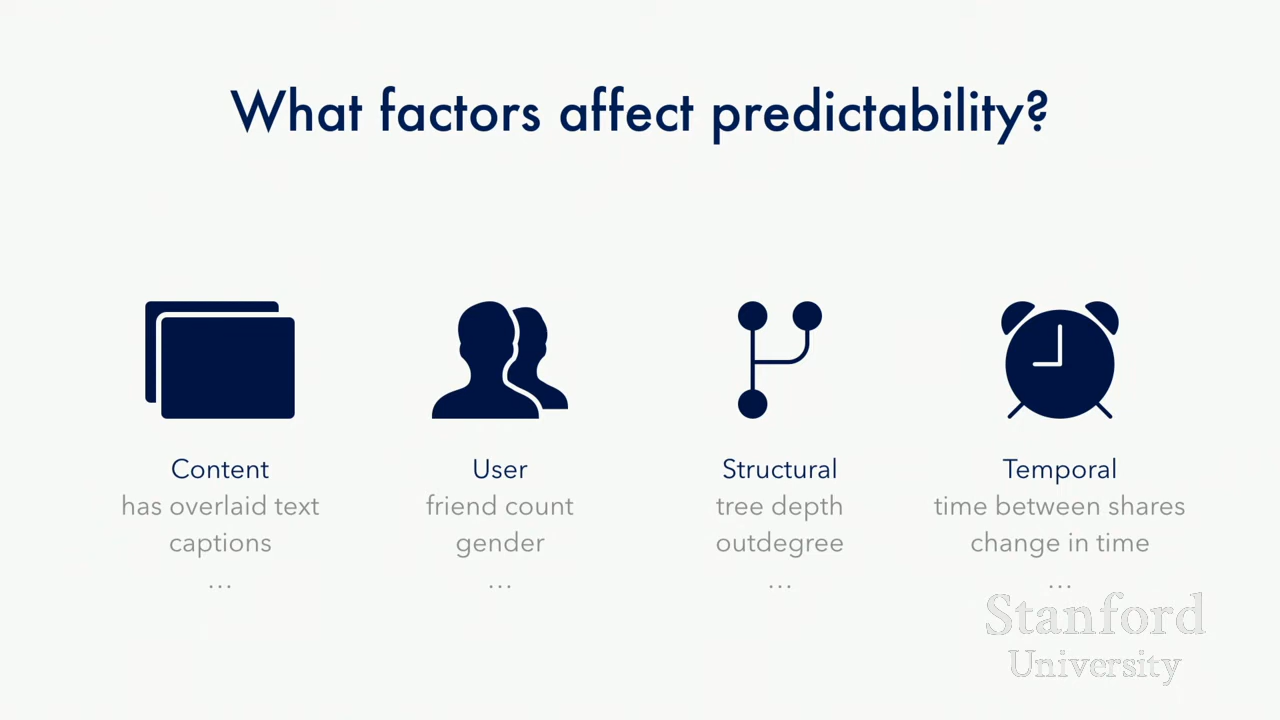 What factors affect predictability?
Content
has overlaid text
captions
...
User
friend count
gender
...
Structural
tree depth
outdegree
...
Temporal
time between shares
change in time
...
Stanford
University